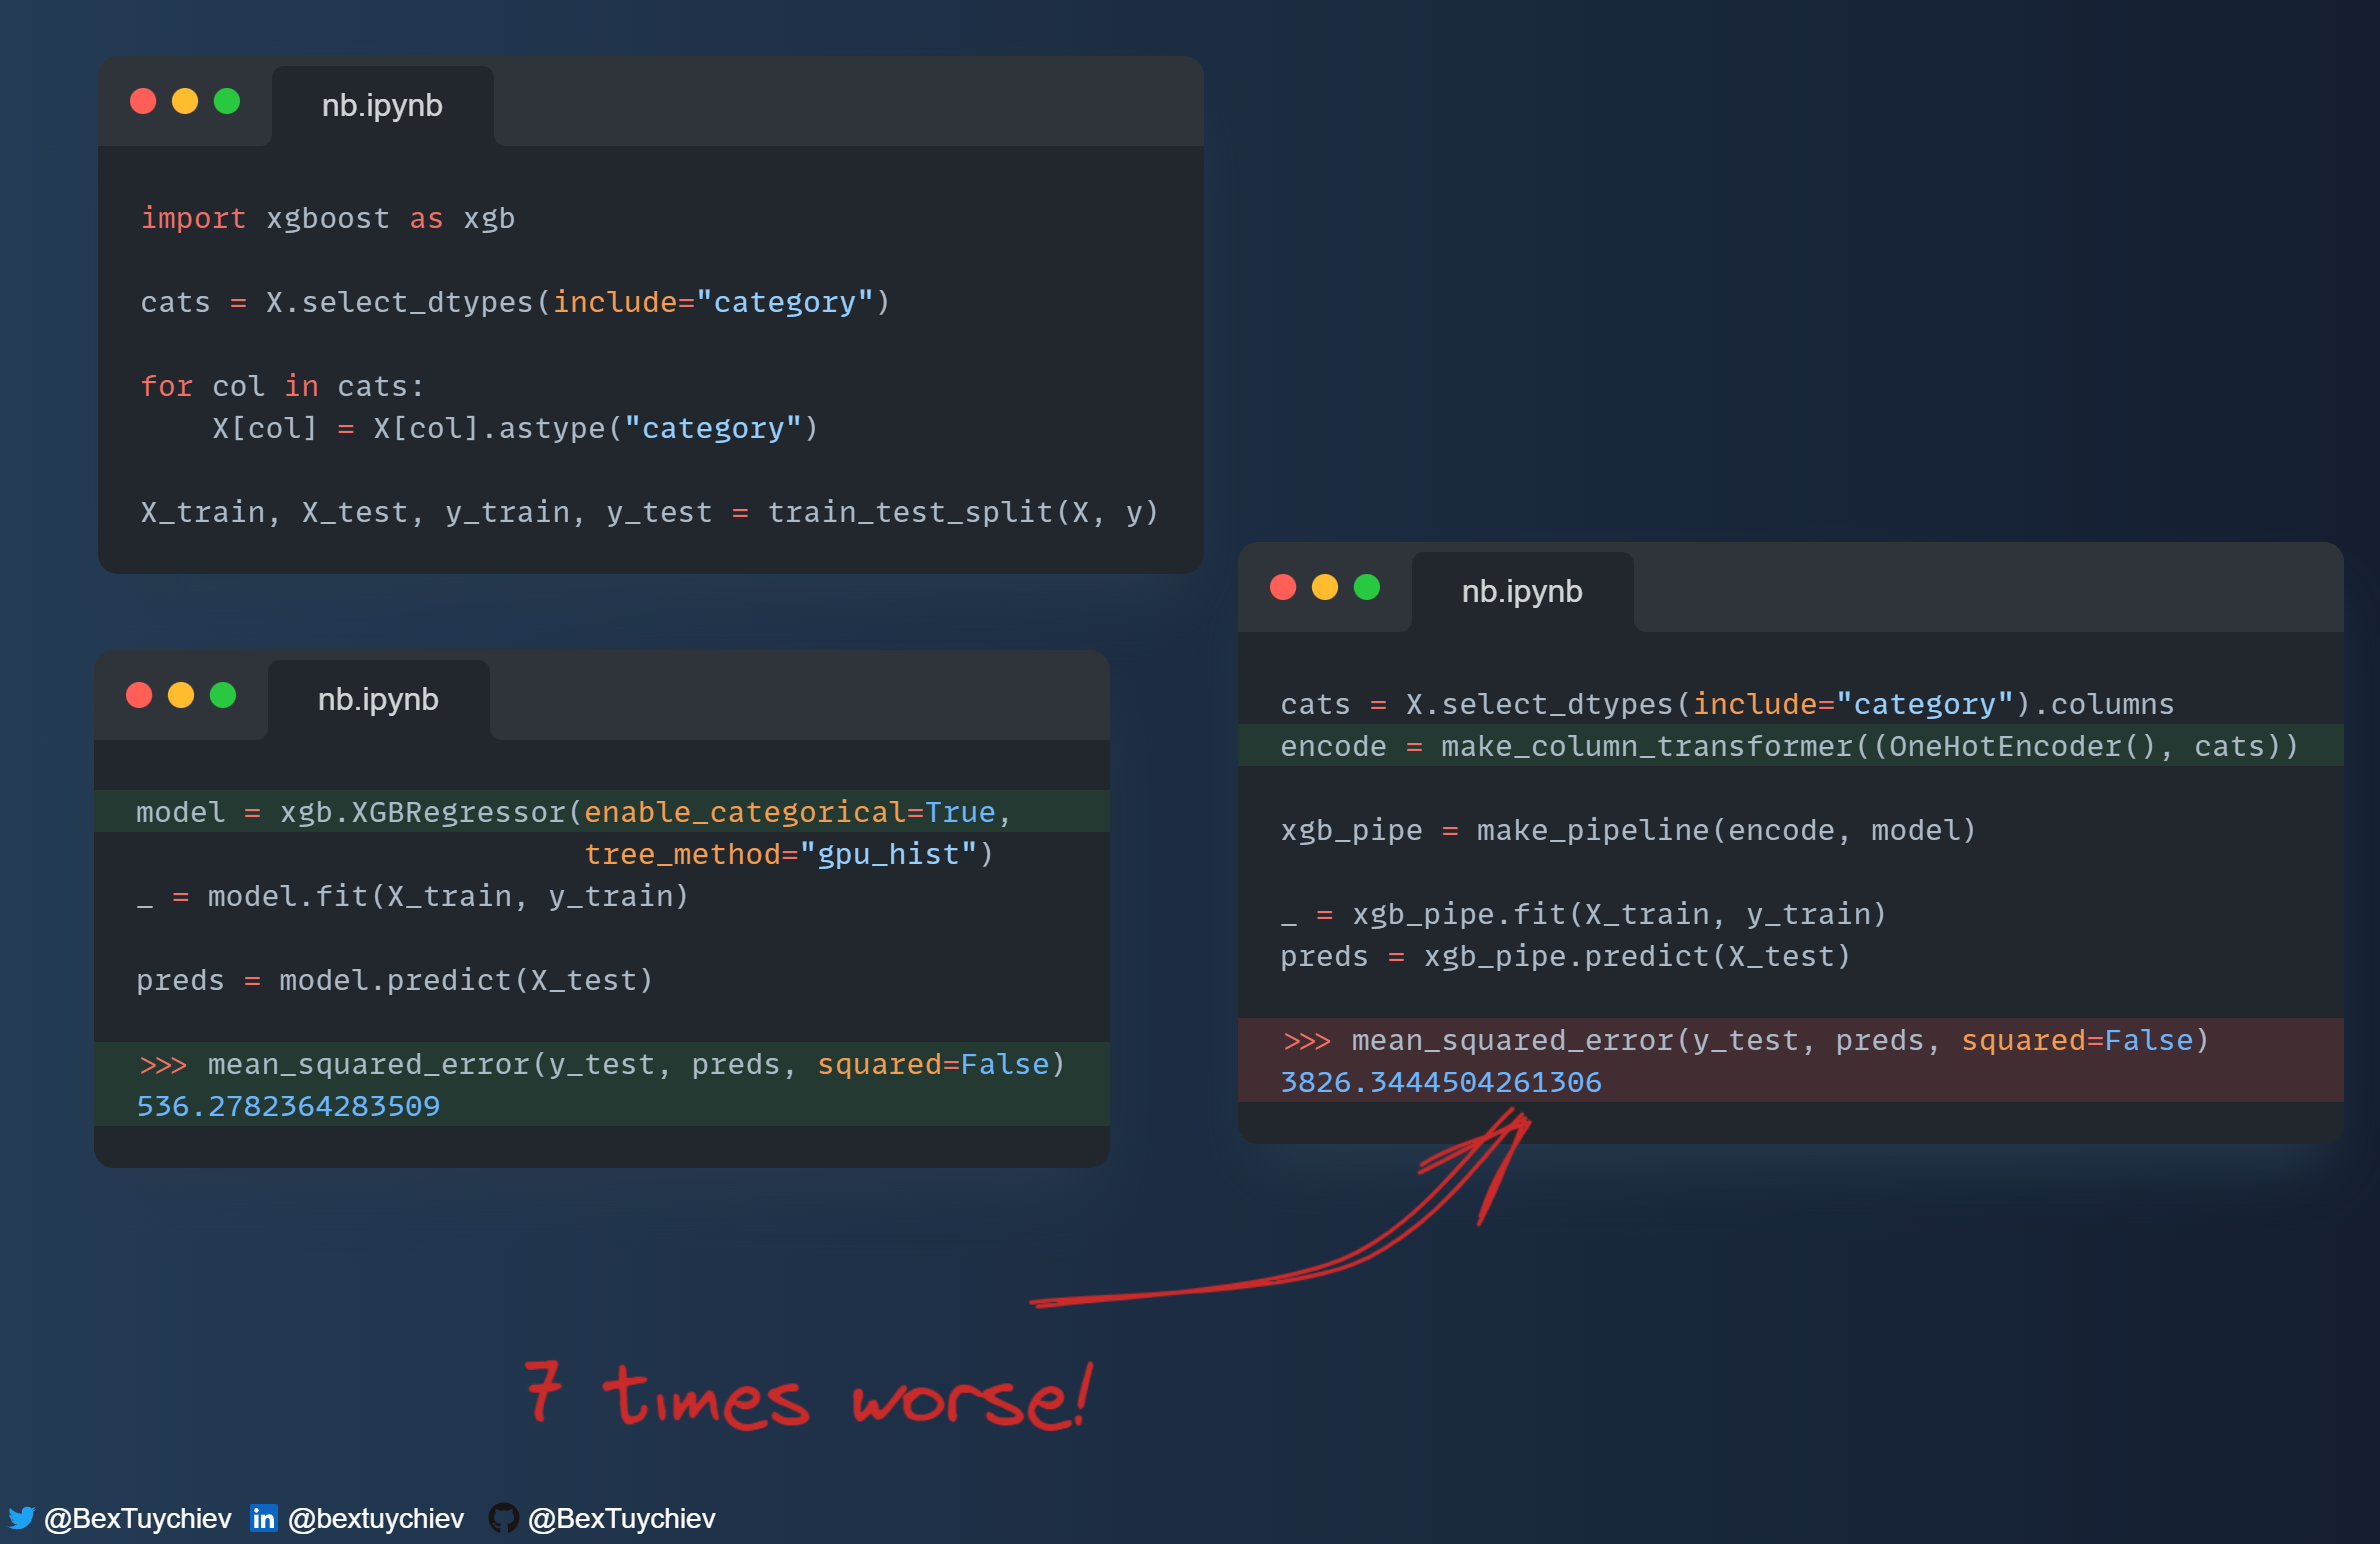 nb.ipynb
import xgboost as xgb
cats = X.select_dtypes(include="category")
for col in cats:
    X[col] = X[col].astype("category")
X_train, X_test, y_train, y_test = train_test_split(X, y)
nb.ipynb
model = xgb.XGBRegressor(enable_categorical=True,
                         tree_method="gpu_hist")
_ = model.fit(X_train, y_train)
preds = model.predict(X_test)
>>> mean_squared_error(y_test, preds, squared=False)
536.2782364283509
nb.ipynb
cats = X.select_dtypes(include="category").columns
encode = make_column_transformer((OneHotEncoder(), cats))
xgb_pipe = make_pipeline(encode, model)
_ = xgb_pipe.fit(X_train, y_train)
preds = xgb_pipe.predict(X_test)
>>> mean_squared_error(y_test, preds, squared=False)
3826.3444504261306
7 times worse!
@BexTuychiev in @bextuychiev @BexTuychiev